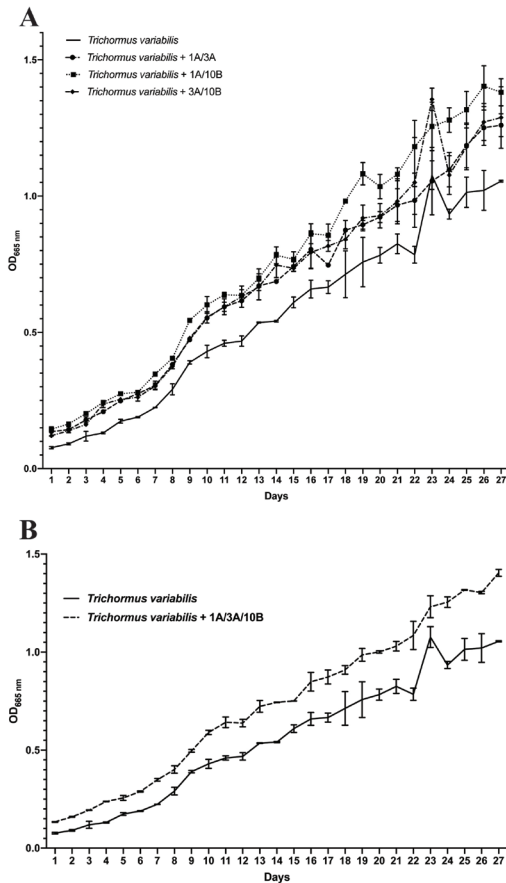 A
Trichormus variabilis
Trichormus variabilis + 1A/3A
Trichormus variabilis + 1A/10B
Trichormus variabilis + 3A/10B
1.5
1.0
0.5
0.0
OD665 nm
1 2 3 4 5 6 7 8 9 10 11 12 13 14 15 16 17 18 19 20 21 22 23 24 25 26 27
Days
B
Trichormus variabilis
Trichormus variabilis + 1A/3A/10B
1.5
1.0
0.5
0.0
OD665 nm
1 2 3 4 5 6 7 8 9 10 11 12 13 14 15 16 17 18 19 20 21 22 23 24 25 26 27
Days